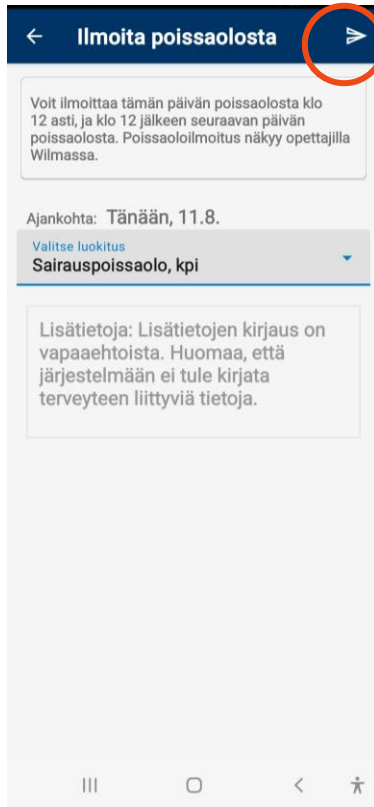 Ilmoita poissaolosta
Voit ilmoittaa tämän päivän poissaolosta klo
12 asti, ja klo 12 jälkeen seuraavan päivän
poissaolosta. Poissaoloilmoitus näkyy opettajilla
Wilmassa.
Ajankohta: Tänään, 11.8.
Valitse luokitus
Sairauspoissaolo, kpi
Lisätietoja: Lisätietojen kirjaus on
vapaaehtoista. Huomaa, että
järjestelmään ei tule kirjata
terveyteen liittyviä tietoja.